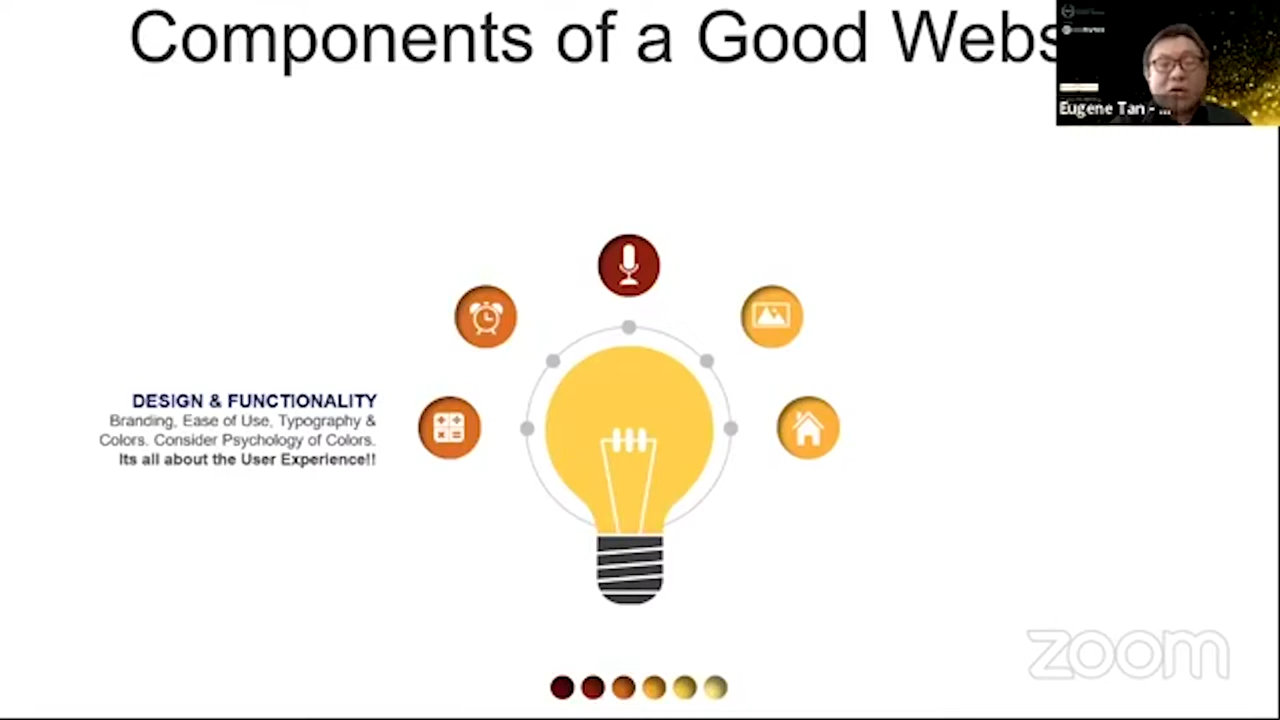 Components of a Good Webs
Eugene Tan - ...
DESIGN & FUNCTIONALITY
Branding, Ease of Use, Typography &
Colors. Consider Psychology of Colors.
Its all about the User Experience!!
zoom